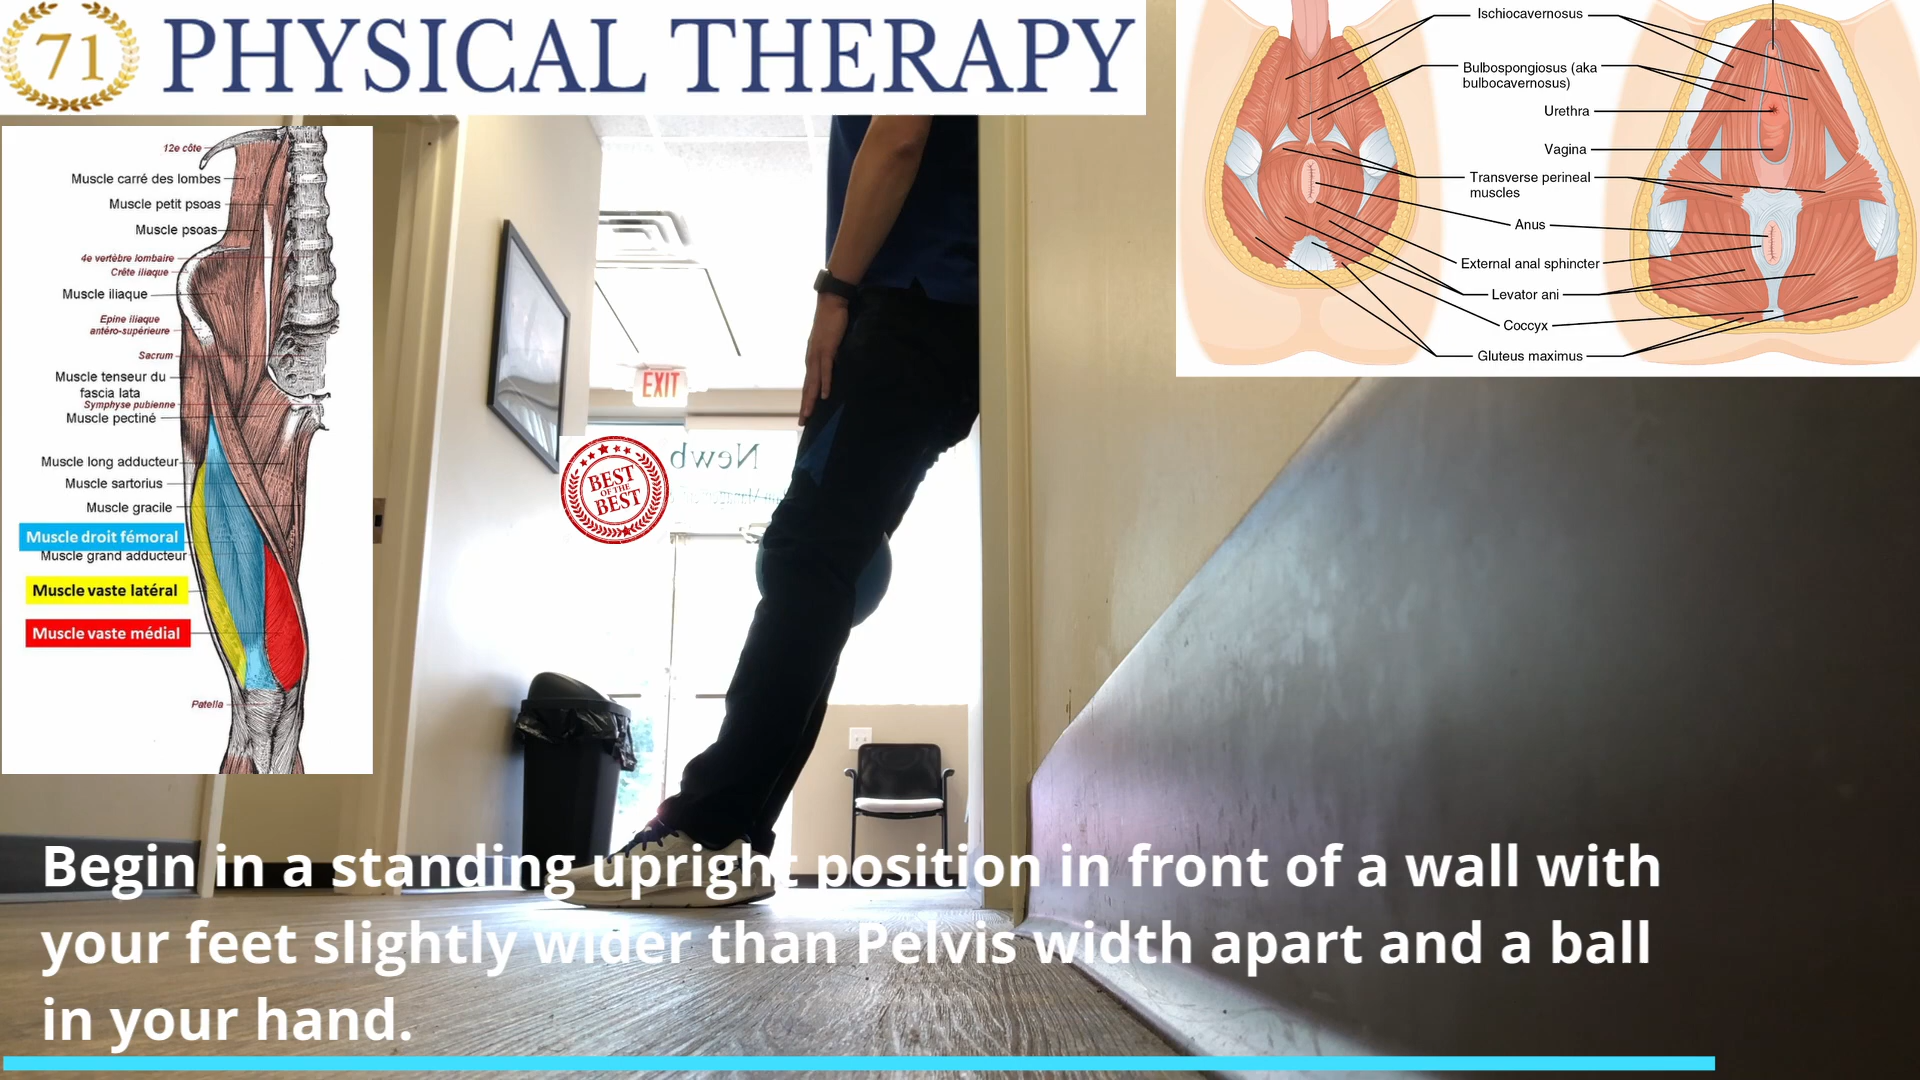 71 PHYSICAL THERAPY
12e côte
Muscle carré des lombes
Muscle petit psoas
Muscle psoas
4e vertèbre lombaire
Crête iliaque
Muscle iliaque
Epine iliaque
antéro-supérieure
Sacrum
Muscle tenseur du
fascia lata
Symphyse pubienne
Muscle pectiné
Muscle long adducteur
Muscle sartorius
Muscle gracile
Muscle droit fémoral
Muscle grand adducteur
Muscle vaste latéral
Muscle vaste médial
Patella
Ischiocavernosus
Bulbospongiosus (aka
bulbocavernosus)
Urethra
Vagina
Transverse perineal
muscles
Anus
External anal sphincter
Levator ani
Coccyx
Gluteus maximus
EXIT
Newb
BEST
OF THE
BEST
Begin in a standing upright position in front of a wall with
your feet slightly wider than Pelvis width apart and a ball
in your hand.